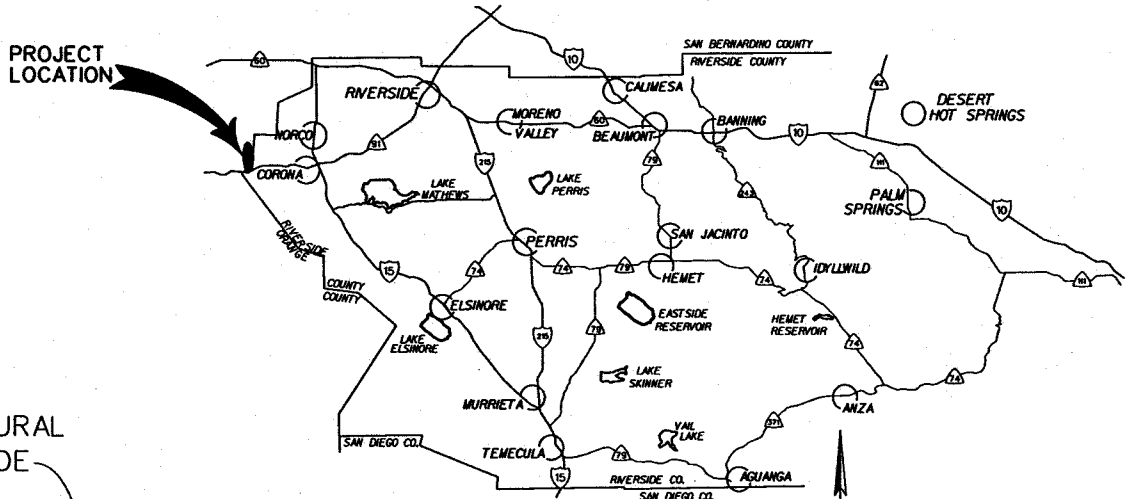 PROJECT
LOCATION
60
10
SAN BERNARDINO COUNTY
RIVERSIDE COUNTY
RIVERSIDE
CALIMESA
62
DESERT
HOT SPRINGS
MORENO
VALLEY
60
BEAUMONT
BANNING
10
NORCO
91
CORONA
215
79
111
LAKE
MATHEWS
LAKE
PERRIS
243
PALM
SPRINGS
10
RIVERSIDE
ORANGE
SAN JACINTO
PERRIS
15
74
74
79
HEMET
74
IDYLLWILD
111
COUNTY
COUNTY
ELSINORE
EASTSIDE
RESERVOIR
HEMET
RESERVOIR
LAKE
ELSINORE
215
79
74
LAKE
SKINNER
74
MURRIETA
ANZA
371
URAL
DE
SAN DIEGO CO.
TEMECULA
VAIL
LAKE
79
15
RIVERSIDE CO.
SAN DIEGO CO.
AGUANGA